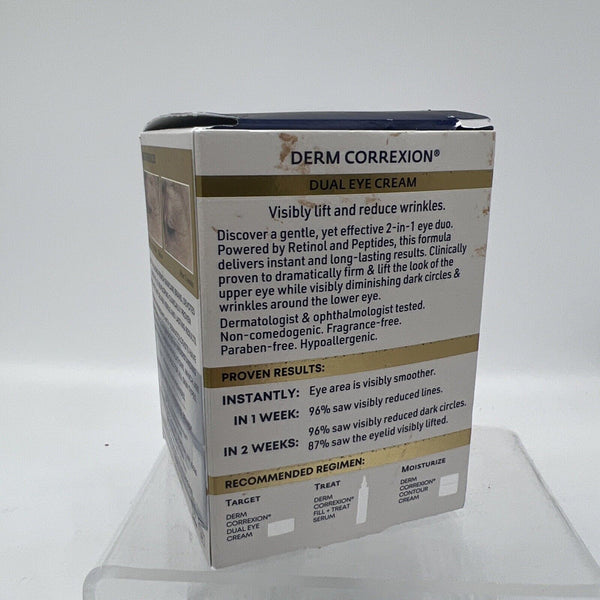 DERM CORREXION®
DUAL EYE CREAM
Visibly lift and reduce wrinkles.
Discover a gentle, yet effective 2-in-1 eye duo.
Powered by Retinol and Peptides, this formula
delivers instant and long-lasting results. Clinically
proven to dramatically firm & lift the look of the
upper eye while visibly diminishing dark circles &
wrinkles around the lower eye.
Dermatologist & ophthalmologist tested.
Non-comedogenic. Fragrance-free.
Paraben-free. Hypoallergenic.
PROVEN RESULTS:
INSTANTLY: Eye area is visibly smoother.
IN 1 WEEK: 96% saw visibly reduced lines.
96% saw visibly reduced dark circles.
IN 2 WEEKS: 87% saw the eyelid visibly lifted.
RECOMMENDED REGIMEN:
TARGET
DERM
CORREXION®
DUAL EYE
CREAM
TREAT
DERM
CORREXION®
FILL + TREAT
SERUM
MOISTURIZE
DERM
CORREXION®
CONTOUR
CREAM